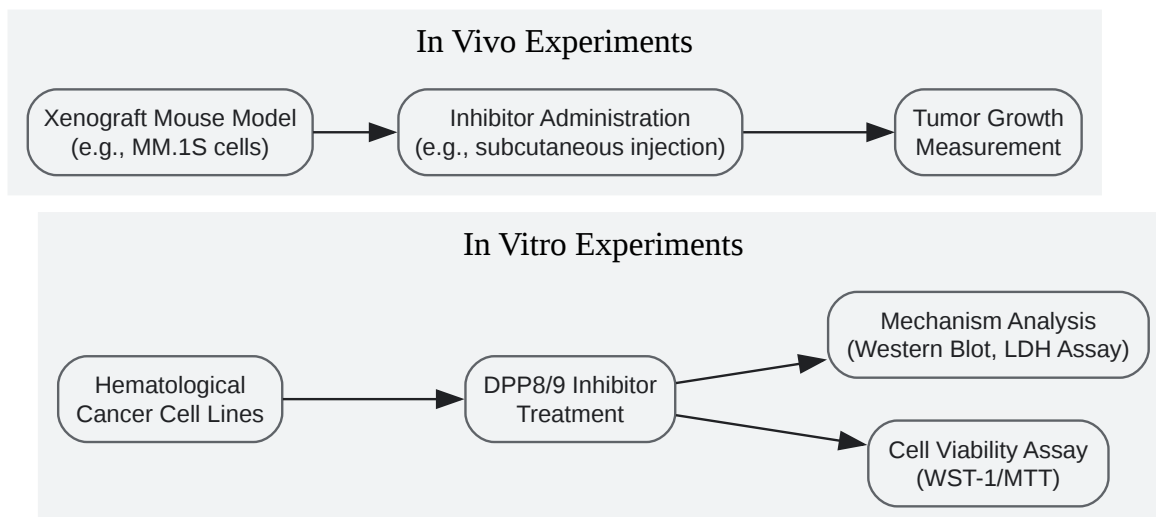 In Vivo Experiments
Xenograft Mouse Model
(e.g., MM.1S cells)
Inhibitor Administration
(e.g., subcutaneous injection)
Tumor Growth
Measurement
In Vitro Experiments
Hematological
Cancer Cell Lines
DPP8/9 Inhibitor
Treatment
Mechanism Analysis
(Western Blot, LDH Assay)
Cell Viability Assay
(WST-1/MTT)